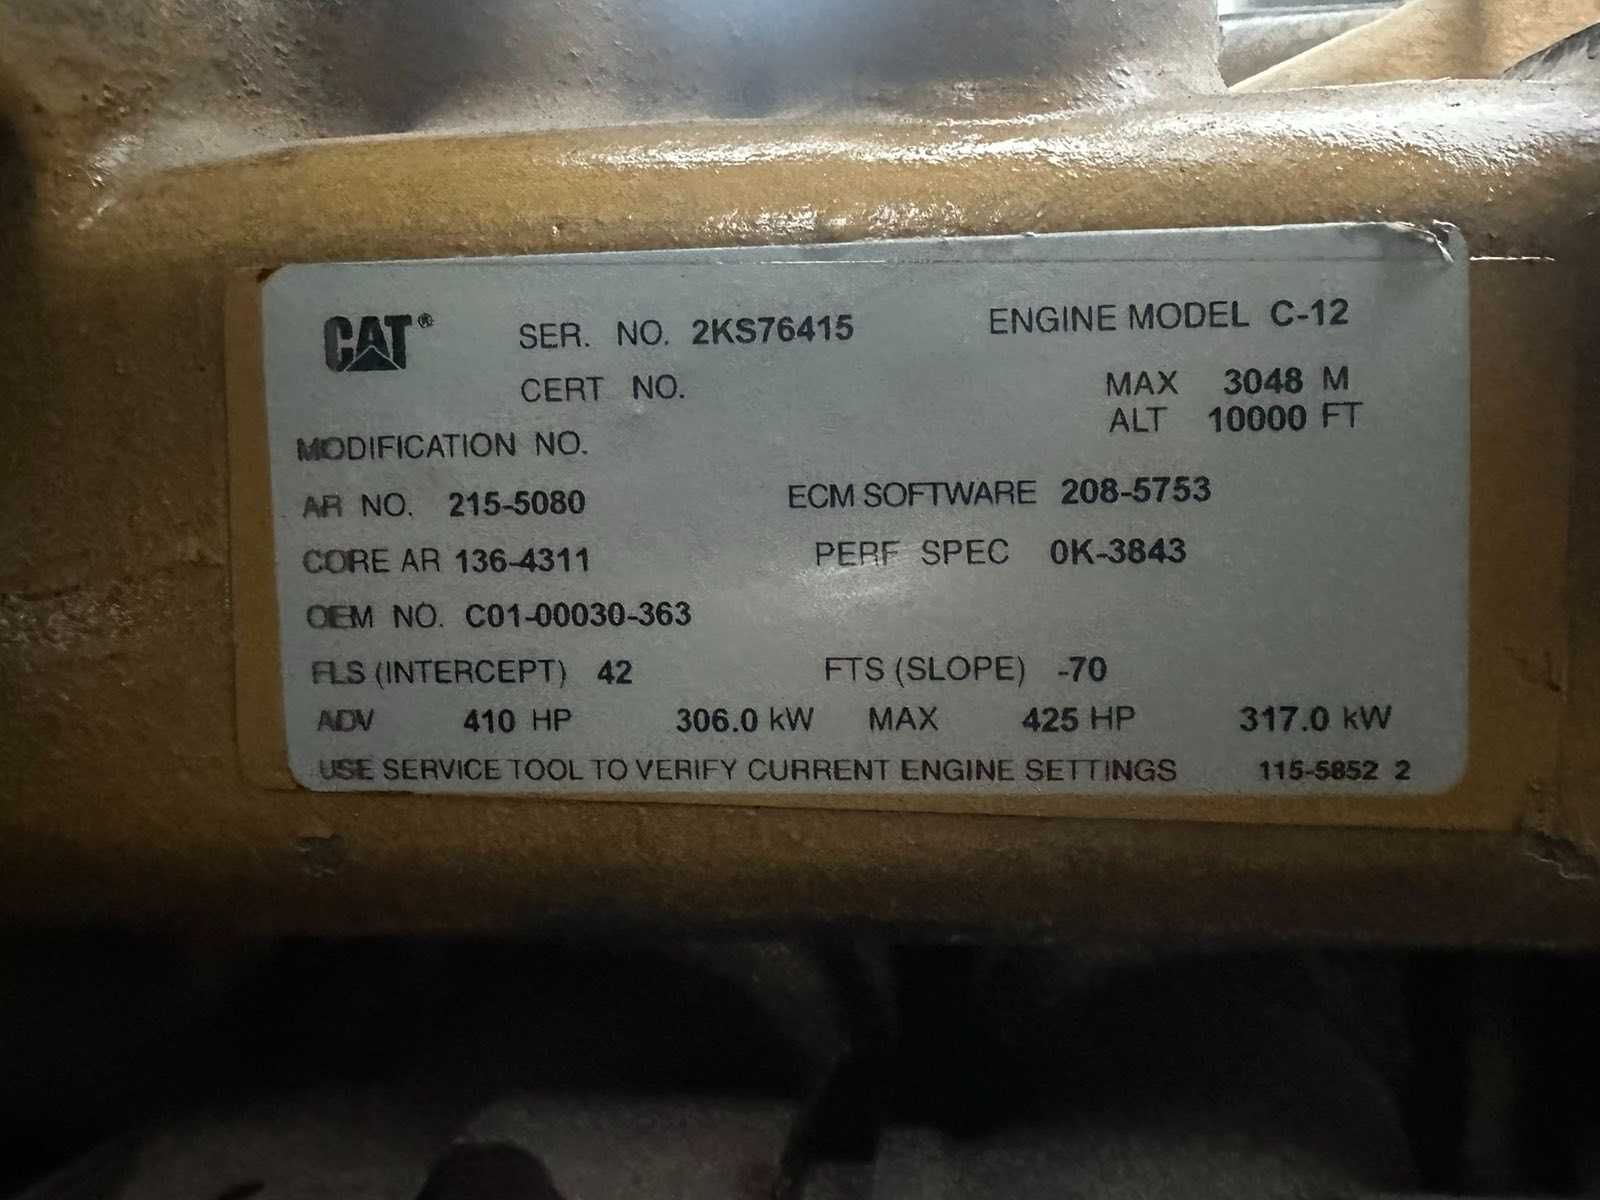 CAT® SER. NO. 2KS76415 ENGINE MODEL C-12
CERT NO. MAX 3048 M
ALT 10000 FT
MODIFICATION NO.
AR NO. 215-5080 ECM SOFTWARE 208-5753
CORE AR 136-4311 PERF SPEC 0K-3843
OEM NO. C01-00030-363
FLS (INTERCEPT) 42 FTS (SLOPE) -70
ADV 410 HP 306.0 kW MAX 425 HP 317.0 kW
USE SERVICE TOOL TO VERIFY CURRENT ENGINE SETTINGS 115-5852 2